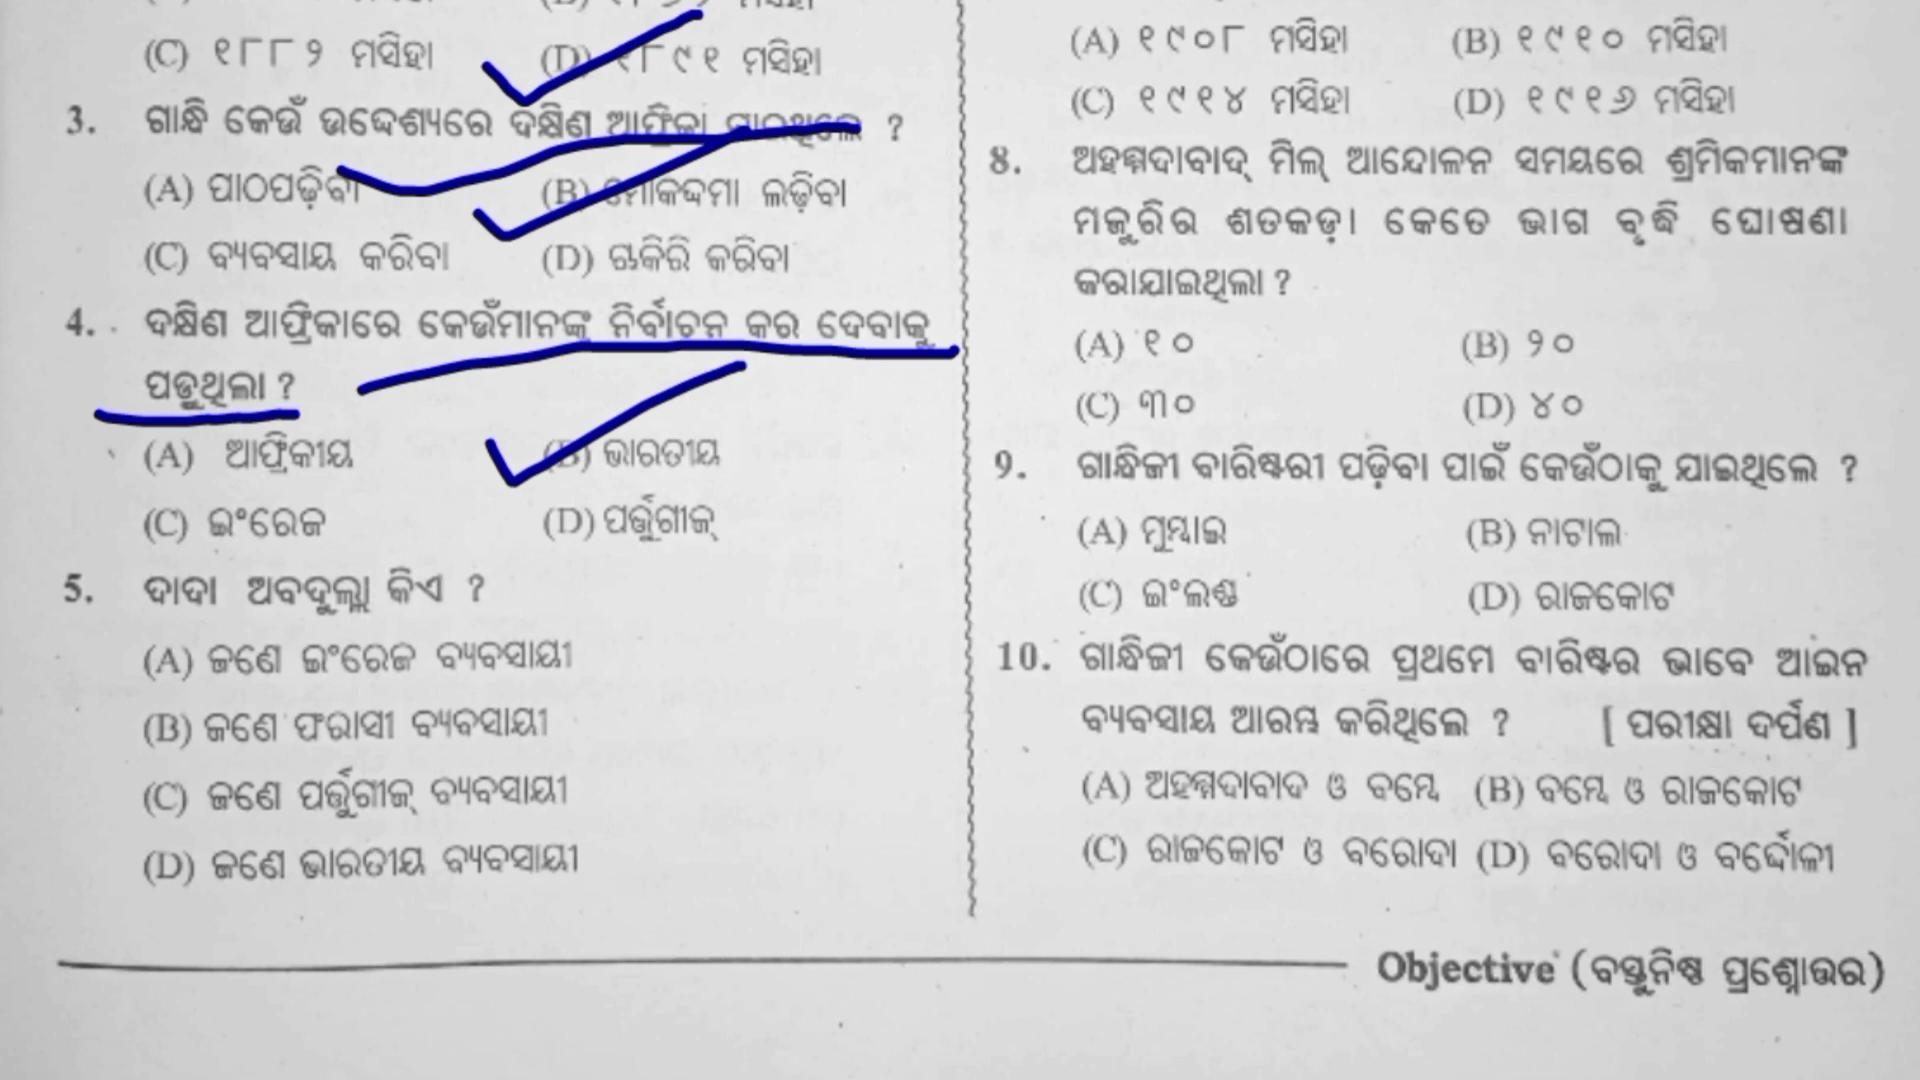 (C) ୧୮୮୨ ମସିହା (D) ୧୮୯୧ ମସିହା
3. ଗାନ୍ଧି କେଉଁ ଉଦ୍ଦେଶ୍ୟରେ ଦକ୍ଷିଣ ଆଫ୍ରିକା ଯାଇଥିଲେ ?
(A) ପାଠପଢ଼ିବା (B) ମୋକଦ୍ଦମା ଲଢ଼ିବା
(C) ବ୍ୟବସାୟ କରିବା (D) ଚାକିରି କରିବା
4. ଦକ୍ଷିଣ ଆଫ୍ରିକାରେ କେଉଁମାନଙ୍କୁ ନିର୍ବାଚନ କର ଦେବାକୁ
ପଡୁଥିଲା ?
(A) ଆଫ୍ରିକୀୟ (B) ଭାରତୀୟ
(C) ଇଂରେଜ (D) ପର୍ତ୍ତୁଗୀଜ୍
5. ଦାଦା ଅବଦୁଲ୍ଲା କିଏ ?
(A) ଜଣେ ଇଂରେଜ ବ୍ୟବସାୟୀ
(B) ଜଣେ ଫରାସୀ ବ୍ୟବସାୟୀ
(C) ଜଣେ ପର୍ତ୍ତୁଗୀଜ୍ ବ୍ୟବସାୟୀ
(D) ଜଣେ ଭାରତୀୟ ବ୍ୟବସାୟୀ
(A) ୧୯୦୮ ମସିହା (B) ୧୯୧୦ ମସିହା
(C) ୧୯୧୪ ମସିହା (D) ୧୯୧୬ ମସିହା
8. ଅହମ୍ମଦାବାଦ୍ ମିଲ୍ ଆନ୍ଦୋଳନ ସମୟରେ ଶ୍ରମିକମାନଙ୍କ
ମଜୁରିର ଶତକଡ଼ା କେତେ ଭାଗ ବୃଦ୍ଧି ଘୋଷଣା
କରାଯାଇଥିଲା ?
(A) ୧୦ (B) ୨୦
(C) ୩୦ (D) ୪୦
9. ଗାନ୍ଧିଜୀ ବାରିଷ୍ଟରୀ ପଢ଼ିବା ପାଇଁ କେଉଁଠାକୁ ଯାଇଥିଲେ ?
(A) ମୁମ୍ବାଇ (B) ନାଟାଲ
(C) ଇଂଲଣ୍ଡ (D) ରାଜକୋଟ
10. ଗାନ୍ଧିଜୀ କେଉଁଠାରେ ପ୍ରଥମେ ବାରିଷ୍ଟର ଭାବେ ଆଇନ
ବ୍ୟବସାୟ ଆରମ୍ଭ କରିଥିଲେ ? [ ପରୀକ୍ଷା ଦର୍ପଣ ]
(A) ଅହମ୍ମଦାବାଦ ଓ ବମ୍ବେ (B) ବମ୍ବେ ଓ ରାଜକୋଟ
(C) ରାଜକୋଟ ଓ ବରୋଦା (D) ବରୋଦା ଓ ବର୍ଦ୍ଦୋଳୀ
Objective (ବସ୍ତୁନିଷ୍ଠ ପ୍ରଶ୍ନୋତ୍ତର)